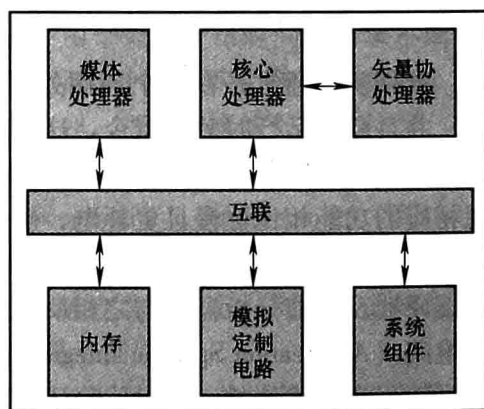 媒体
处理器
核心
处理器
矢量协
处理器
互联
内存
模拟
定制
电路
系统
组件